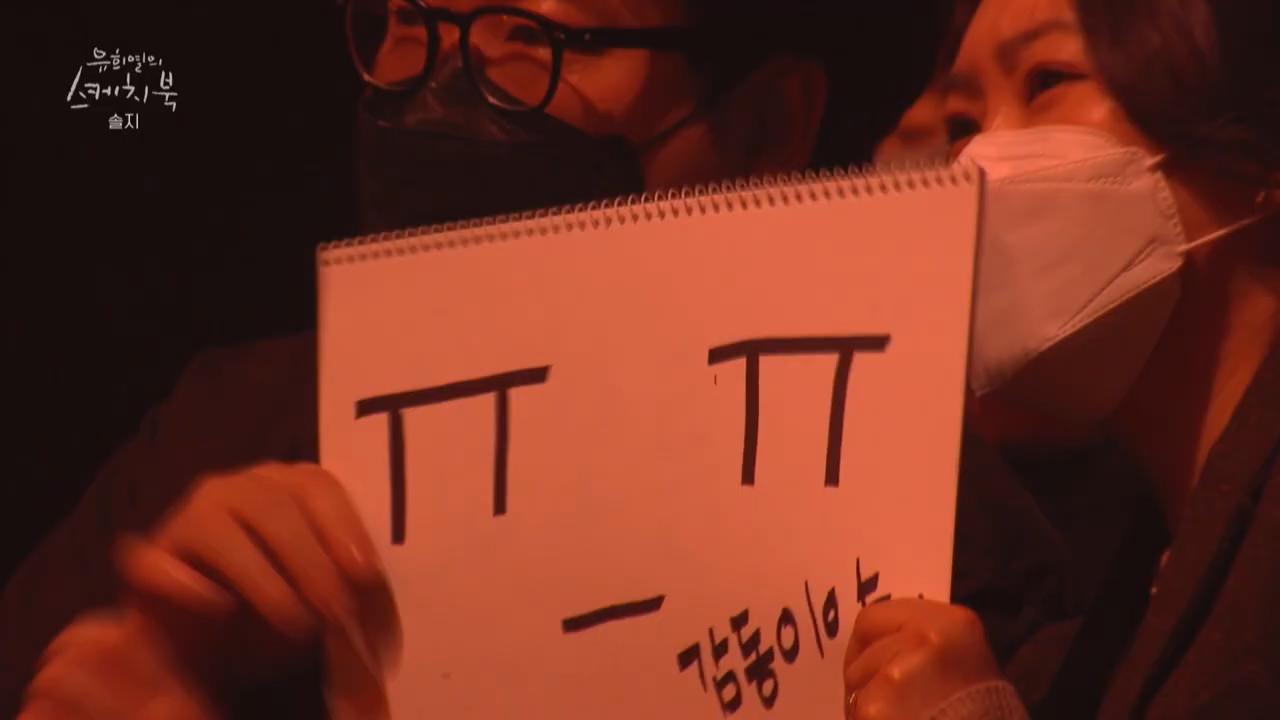 유희열의
스케치북
솔지
ㅠ ㅠ
ㅡ
감동이야